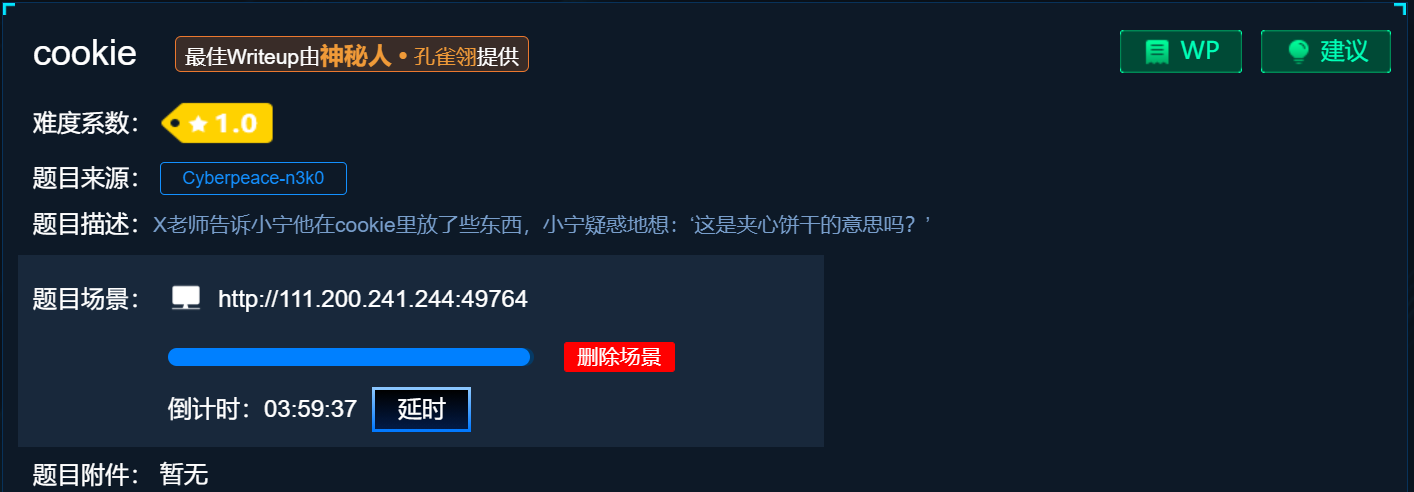 cookie 最佳Writeup由神秘人•孔雀翎提供 WP 建议
难度系数： 1.0
题目来源： Cyberpeace-n3k0
题目描述：X老师告诉小宁他在cookie里放了些东西，小宁疑惑地想：‘这是夹心饼干的意思吗？’
题目场景： http://111.200.241.244:49764
删除场景
倒计时：03:59:37 延时
题目附件： 暂无